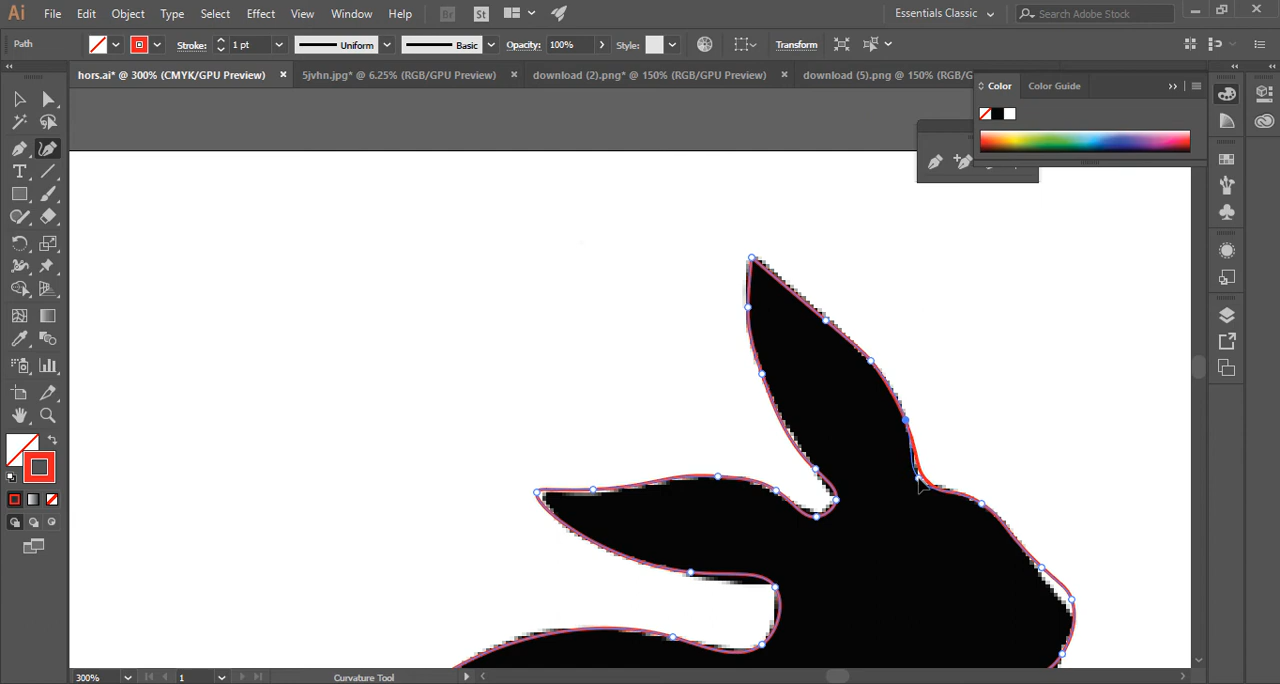 Ai File Edit Object Type Select Effect View Window Help Br St Essentials Classic Search Adobe Stock
Path Stroke: 1 pt Uniform Basic Opacity: 100% Style: Transform
hors.ai* @ 300% (CMYK/GPU Preview) 5jvhn.jpg* @ 6.25% (RGB/GPU Preview) download (2).png* @ 150% (RGB/GPU Preview) download (5).png @ 150% (RGB/G
Color Color Guide
T
300% 1 Curvature Tool